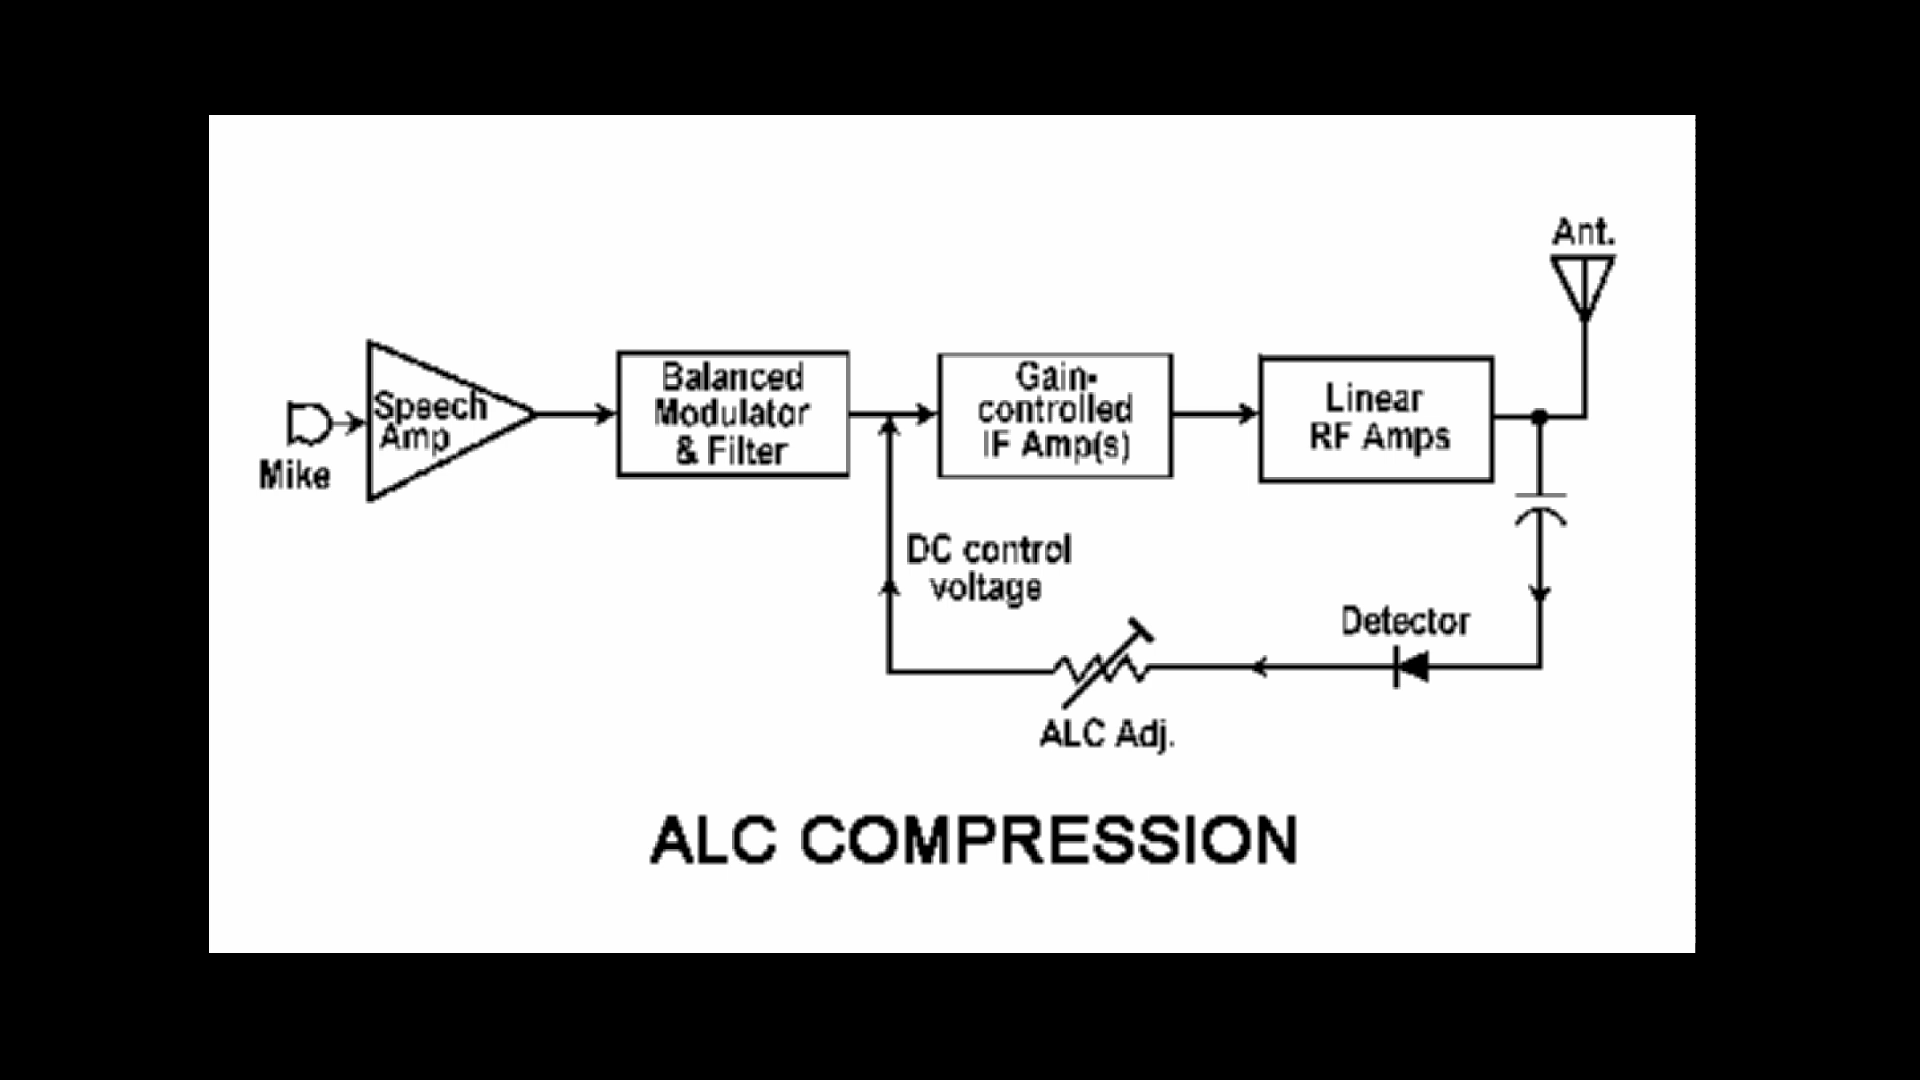 Ant.
Mike
Speech
Amp
Balanced
Modulator
& Filter
Gain-
controlled
IF Amp(s)
Linear
RF Amps
DC control
voltage
Detector
ALC Adj.
ALC COMPRESSION